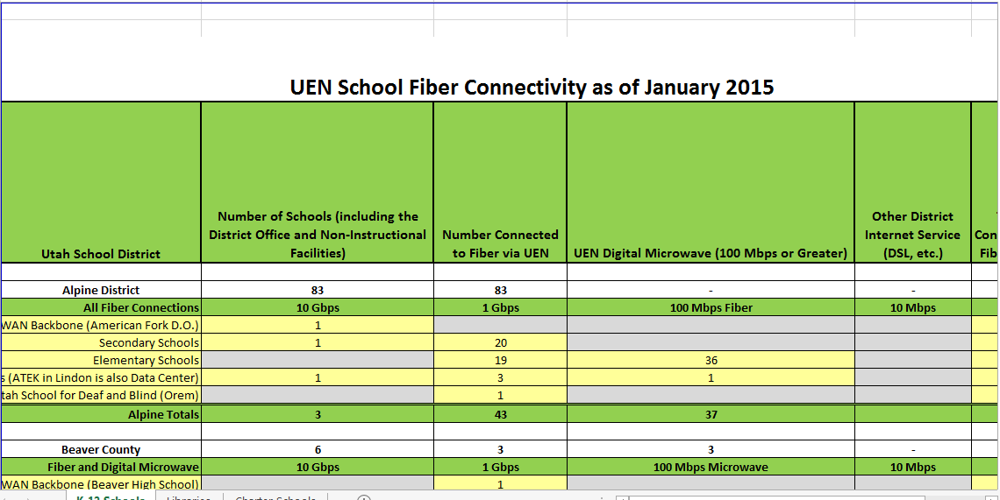 UEN School Fiber Connectivity as of January 2015
Utah School District
Number of Schools (including the
District Office and Non-Instructional
Facilities)
Number Connected
to Fiber via UEN
UEN Digital Microwave (100 Mbps or Greater)
Other District
Internet Service
(DSL, etc.)
Con
Fib
Alpine District 83 83 - -
All Fiber Connections 10 Gbps 1 Gbps 100 Mbps Fiber 10 Mbps
WAN Backbone (American Fork D.O.) 1
Secondary Schools 1 20
Elementary Schools 19 36
s (ATEK in Lindon is also Data Center) 1 3 1
tah School for Deaf and Blind (Orem) 1
Alpine Totals 3 43 37
Beaver County 6 3 3 -
Fiber and Digital Microwave 10 Gbps 1 Gbps 100 Mbps Microwave 10 Mbps
WAN Backbone (Beaver High School) 1
K-12 Schools Libraries Charter Schools